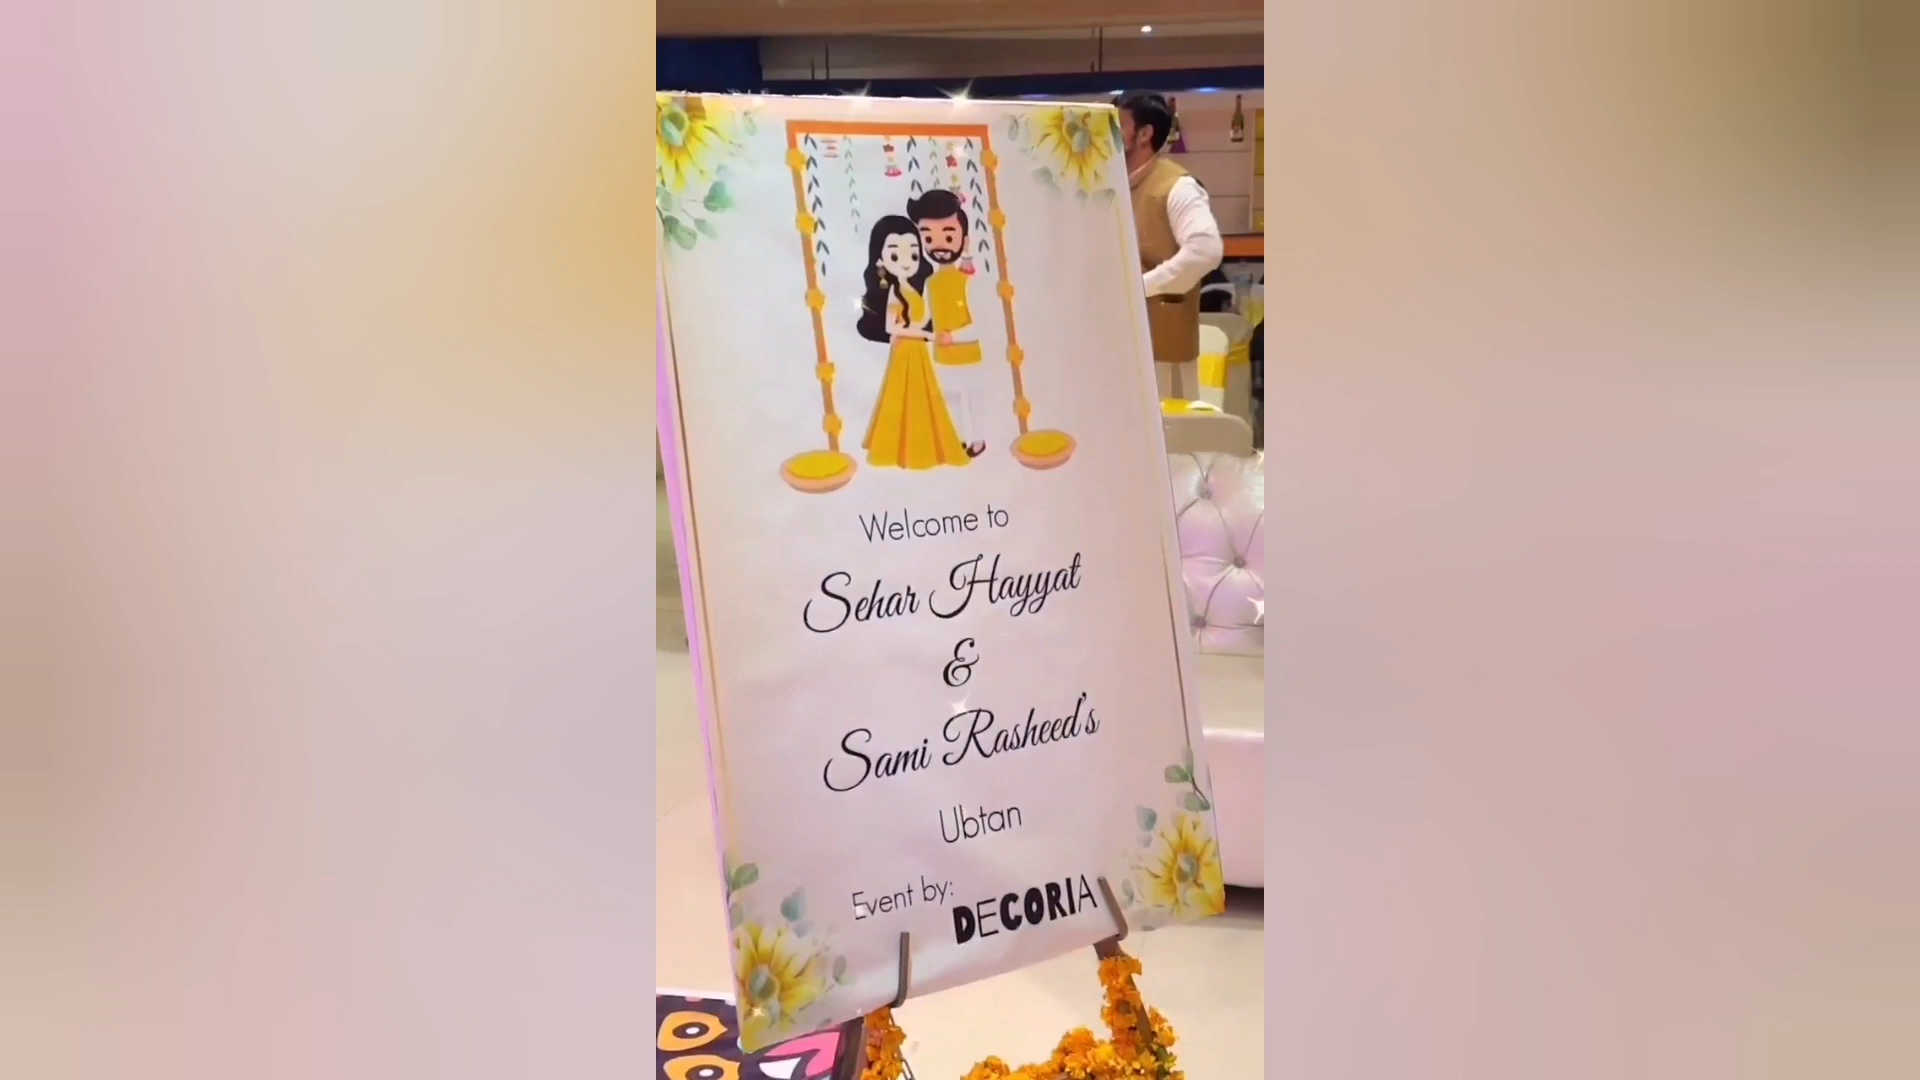 Welcome to
Sehar Hayyat
&
Sami Rasheed's
Ubtan
Event by: DECORIA